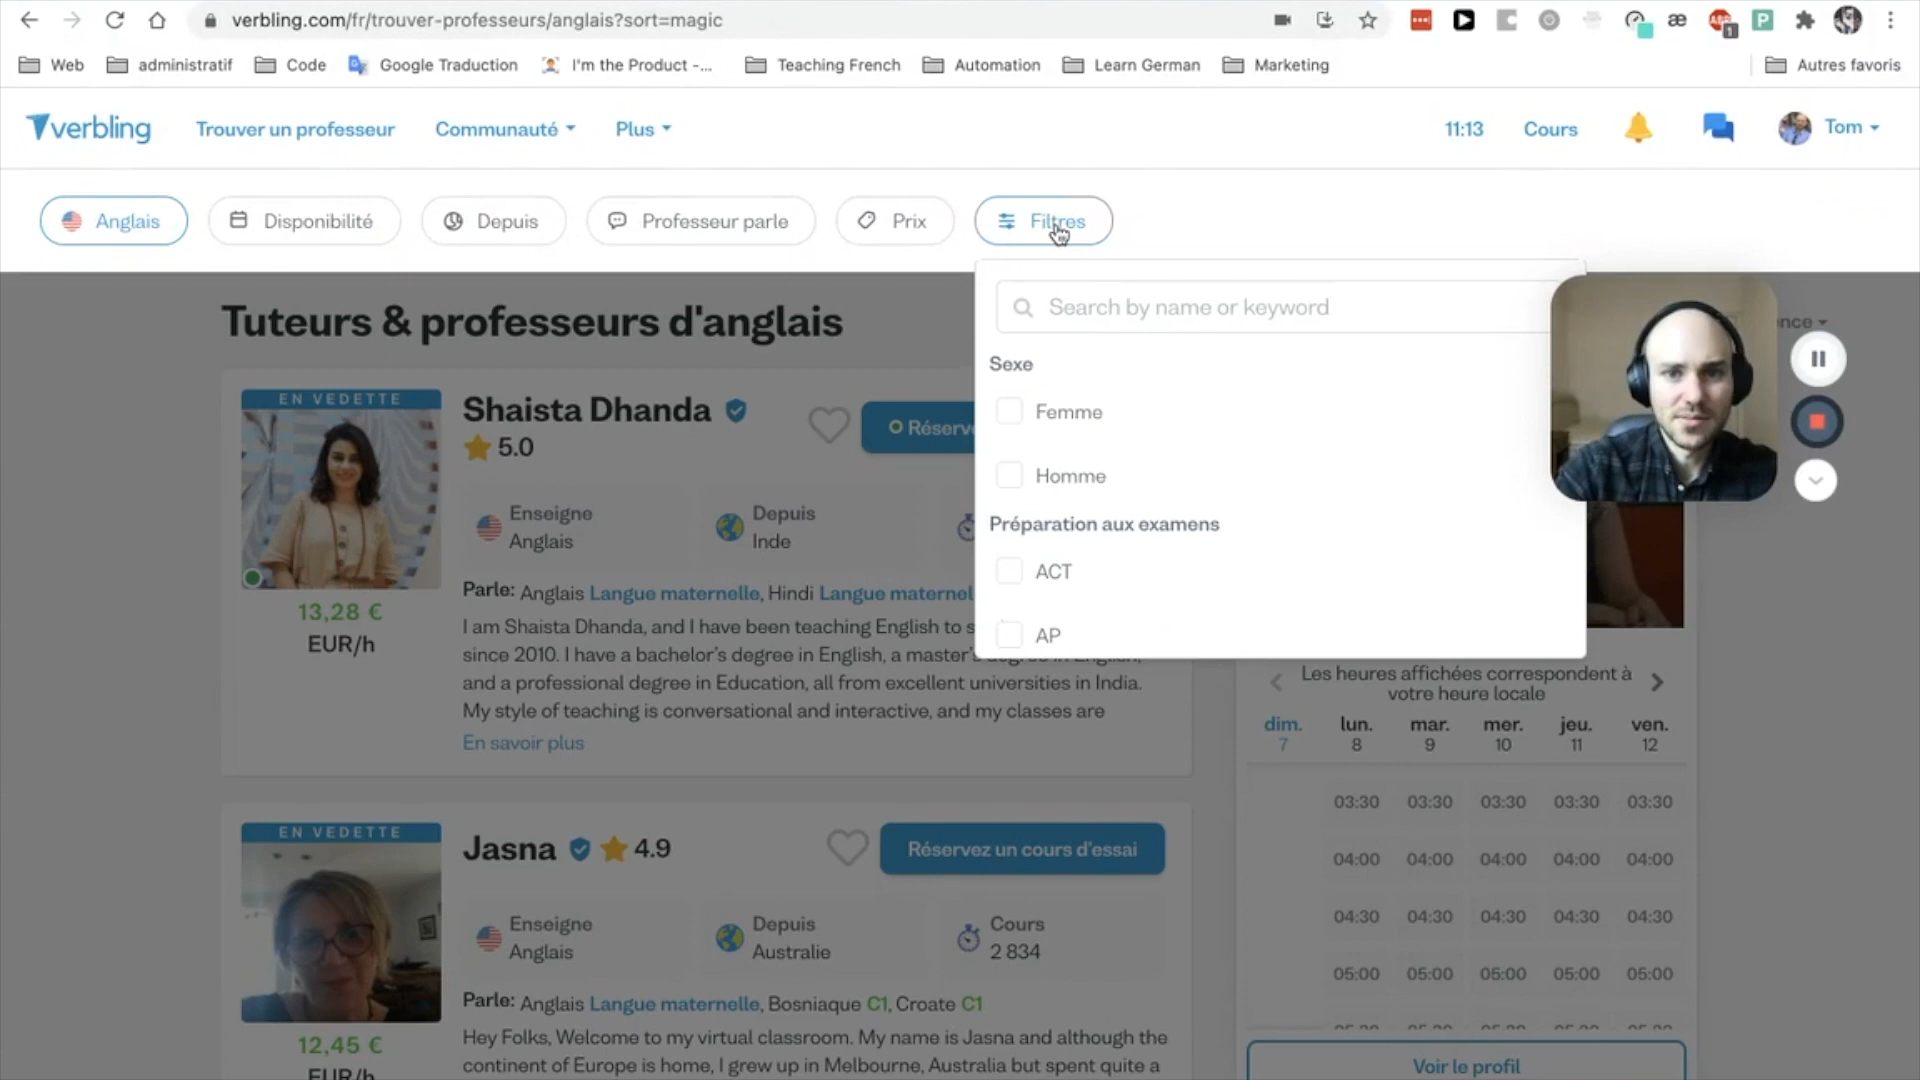 verbling.com/fr/trouver-professeurs/anglais?sort=magic
Web administratif Code Google Traduction I'm the Product -... Teaching French Automation Learn German Marketing Autres favoris
verbling Trouver un professeur Communauté Plus 11:13 Cours Tom
Anglais Disponibilité Depuis Professeur parle Prix Filtres
Search by name or keyword
Sexe
Femme
Homme
Préparation aux examens
ACT
AP
Tuteurs & professeurs d'anglais
EN VEDETTE
Shaista Dhanda
5.0
Enseigne
Anglais
Depuis
Inde
Parle: Anglais Langue maternelle, Hindi Langue maternel
13,28 €
EUR/h
I am Shaista Dhanda, and I have been teaching English to s
since 2010. I have a bachelor's degree in English, a master's degree in English,
and a professional degree in Education, all from excellent universities in India.
My style of teaching is conversational and interactive, and my classes are
En savoir plus
EN VEDETTE
Jasna 4.9
Réservez un cours d'essai
Enseigne
Anglais
Depuis
Australie
Cours
2 834
Parle: Anglais Langue maternelle, Bosniaque C1, Croate C1
12,45 €
EUR/h
Hey Folks, Welcome to my virtual classroom. My name is Jasna and although the
continent of Europe is home, I grew up in Melbourne, Australia but spent quite a
Les heures affichées correspondent à
votre heure locale
dim. lun. mar. mer. jeu. ven.
7 8 9 10 11 12
03:30 03:30 03:30 03:30 03:30
04:00 04:00 04:00 04:00 04:00
04:30 04:30 04:30 04:30 04:30
05:00 05:00 05:00 05:00 05:00
Voir le profil